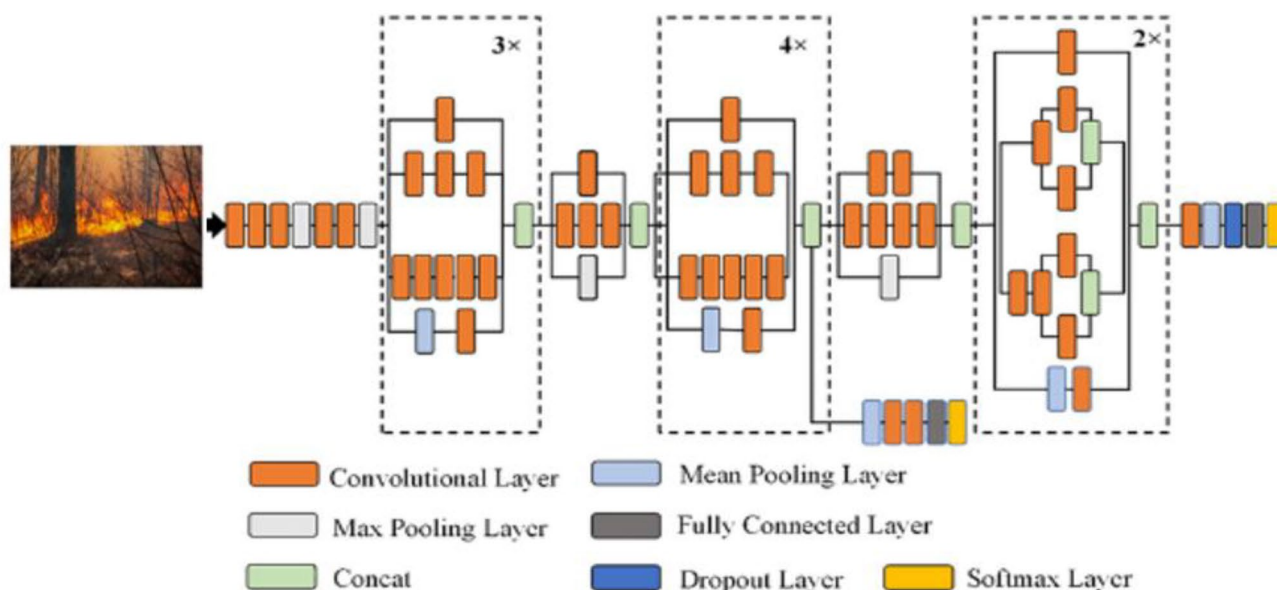 3×
4×
2×
Convolutional Layer
Mean Pooling Layer
Max Pooling Layer
Fully Connected Layer
Concat
Dropout Layer
Softmax Layer